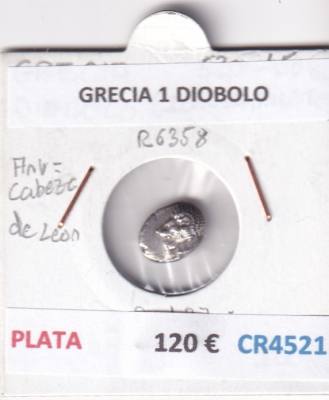 GRECIA 1 DIOBOLO
R6358
Anv=
Cabeza
de León
PLATA 120 € CR4521